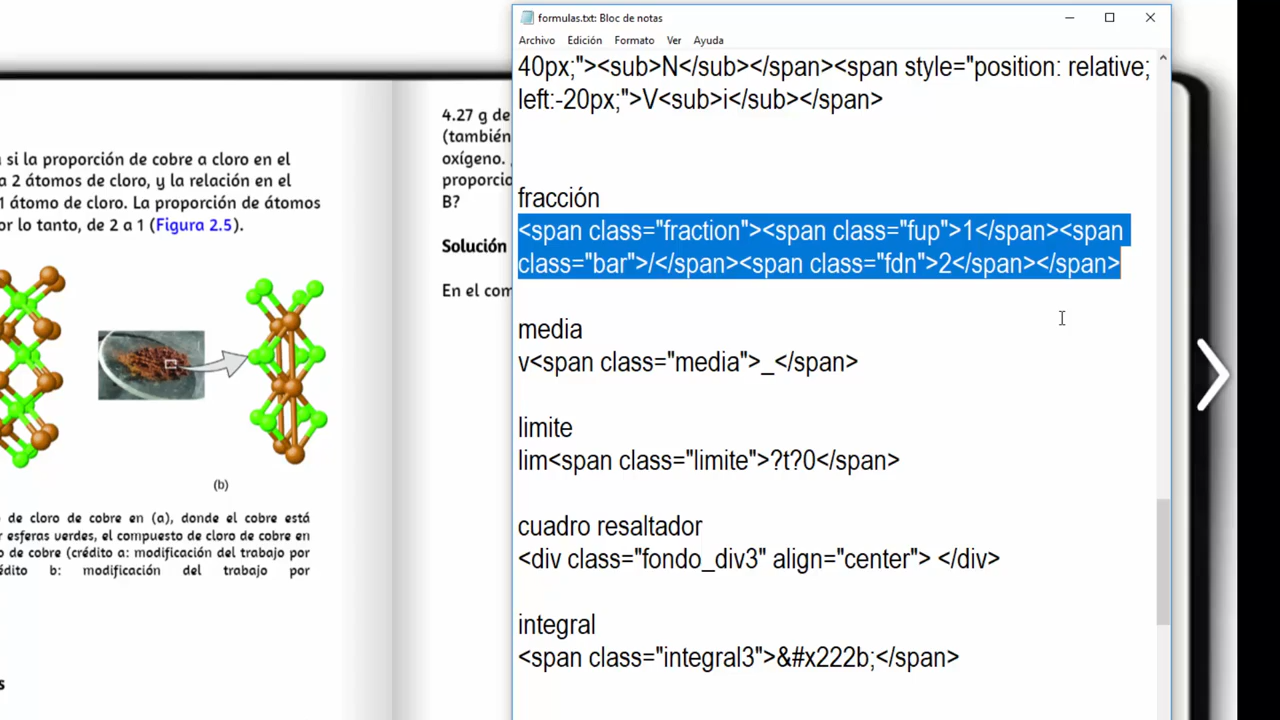 formulas.txt: Bloc de notas
Archivo Edición Formato Ver Ayuda
40px;"><sub>N</sub></span><span style="position: relative;
left:-20px;">V<sub>i</sub></span>
fracción
<span class="fraction"><span class="fup">1</span><span
class="bar">/</span><span class="fdn">2</span></span>
media
v<span class="media">_</span>
limite
lim<span class="limite">?t?0</span>
cuadro resaltador
<div class="fondo_div3" align="center"> </div>
integral
<span class="integral3">&#x222b;</span>
si la proporción de cobre a cloro en el
a 2 átomos de cloro, y la relación en el
1 átomo de cloro. La proporción de átomos
or lo tanto, de 2 a 1 (Figura 2.5).
(b)
de cloro de cobre en (a), donde el cobre está
r esferas verdes, el compuesto de cloro de cobre en
o de cobre (crédito a: modificación del trabajo por
édito b: modificación del trabajo por
s
4.27 g de
(también
oxígeno.
proporcio
B?
Solución
En el com